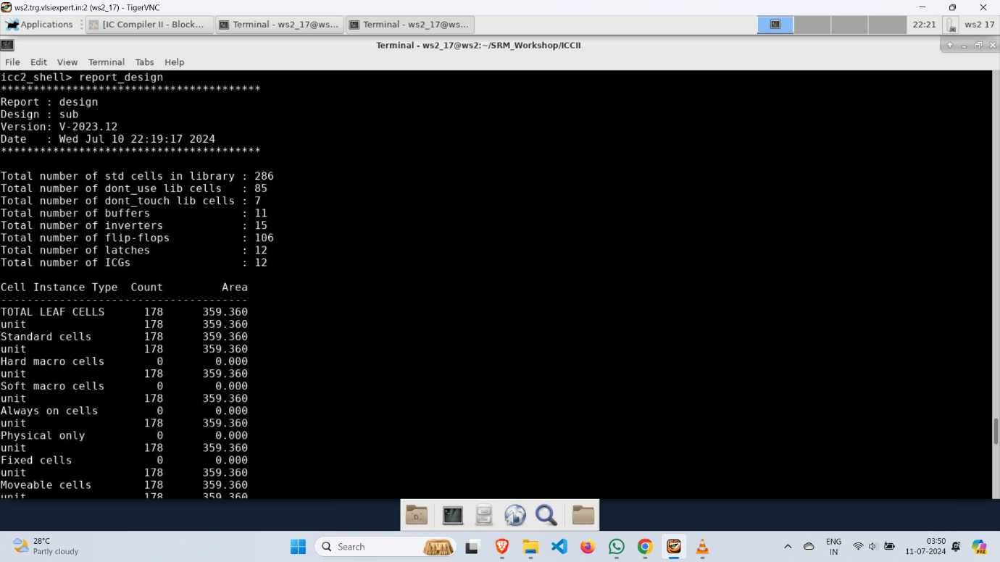 ws2.trg.vlsiexpert.in:2 (ws2_17) - TigerVNC
Applications
[IC Compiler II - Block...
Terminal - ws2_17@ws...
Terminal - ws2_17@ws...
22:21
ws2 17
Terminal - ws2_17@ws2:~/SRM_Workshop/ICCII
File Edit View Terminal Tabs Help
icc2_shell> report_design
****************************************
Report : design
Design : sub
Version: V-2023.12
Date   : Wed Jul 10 22:19:17 2024
****************************************
Total number of std cells in library : 286
Total number of dont_use lib cells   : 85
Total number of dont_touch lib cells : 7
Total number of buffers              : 11
Total number of inverters            : 15
Total number of flip-flops           : 106
Total number of latches              : 12
Total number of ICGs                 : 12
Cell Instance Type  Count         Area
--------------------------------------
TOTAL LEAF CELLS      178      359.360
unit                  178      359.360
Standard cells        178      359.360
unit                  178      359.360
Hard macro cells        0        0.000
unit                  178      359.360
Soft macro cells        0        0.000
unit                  178      359.360
Always on cells         0        0.000
unit                  178      359.360
Physical only           0        0.000
unit                  178      359.360
Fixed cells             0        0.000
unit                  178      359.360
Moveable cells        178      359.360
unit                  178      359.360
28°C
Partly cloudy
Search
ENG
IN
03:50
11-07-2024
PRE